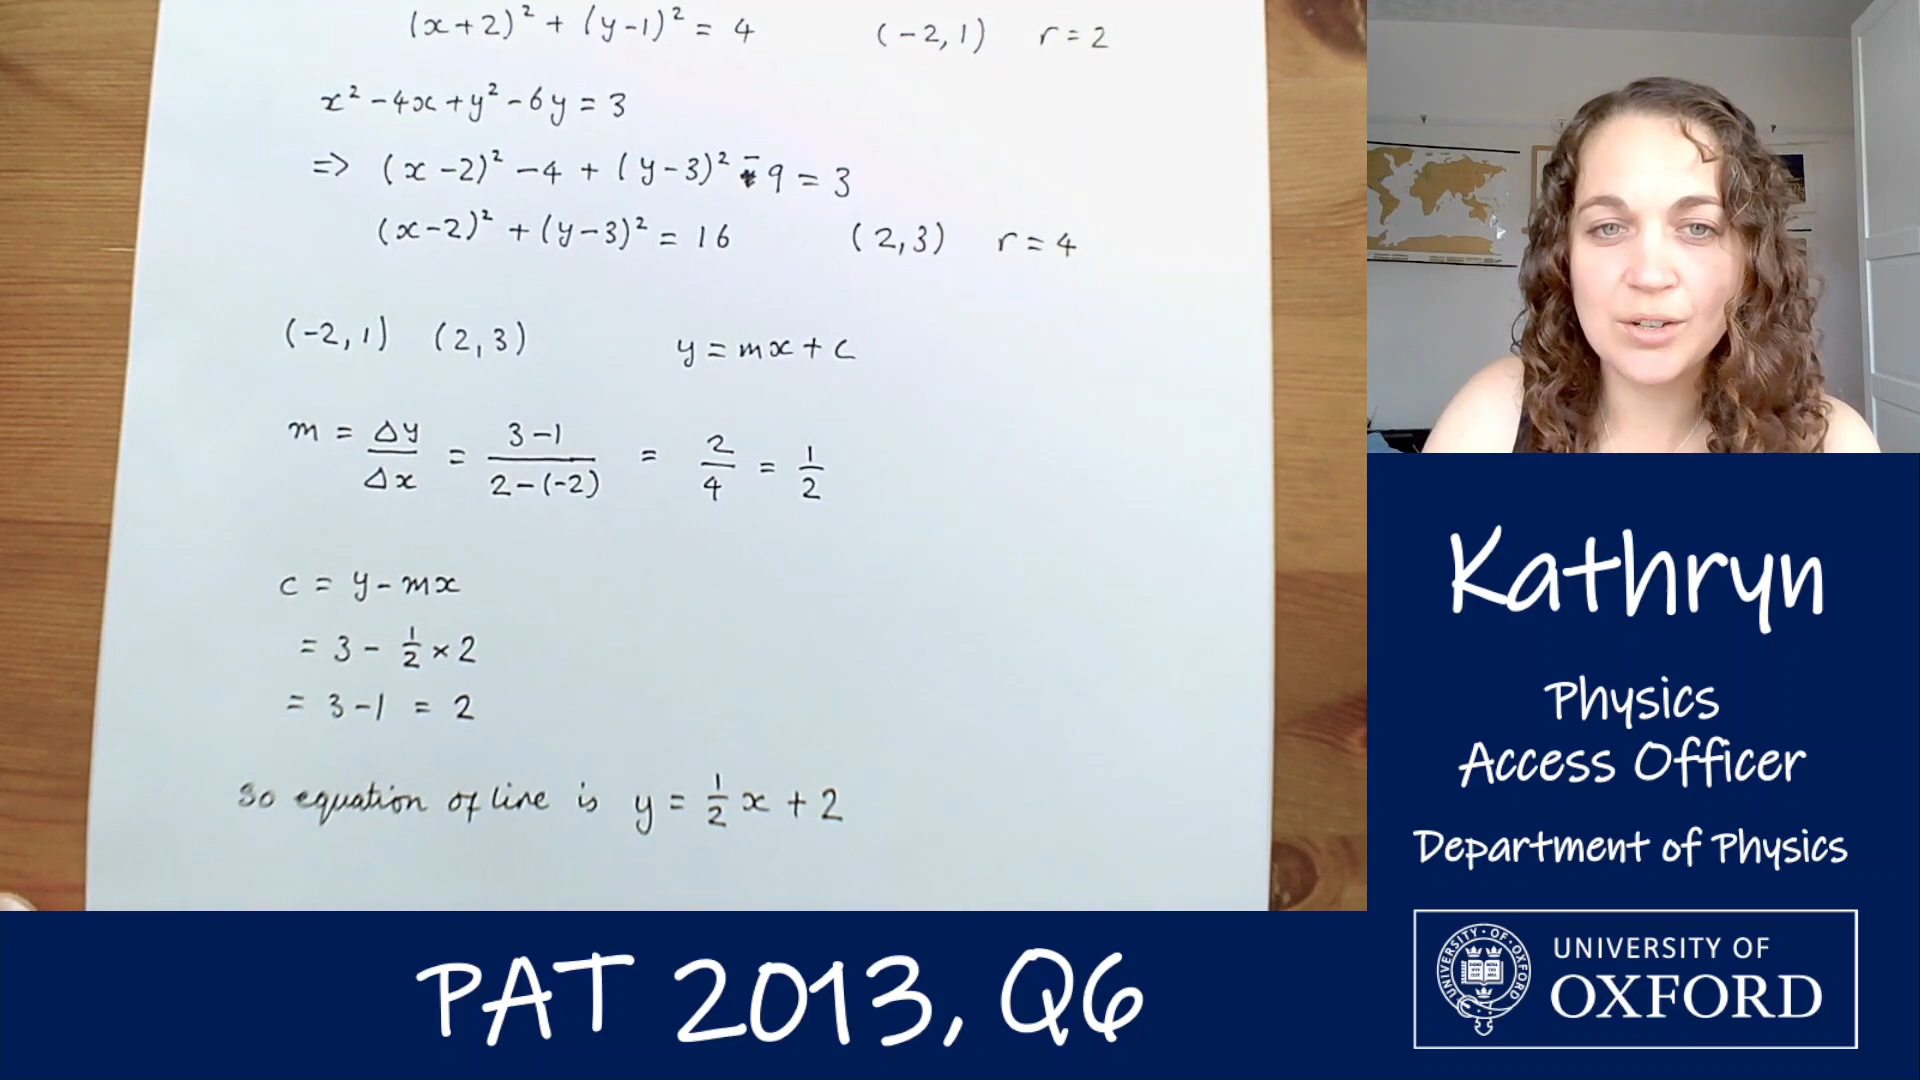 (x+2)² + (y-1)² = 4 (-2,1) r = 2
x² - 4x + y² - 6y = 3
=> (x-2)² - 4 + (y-3)² - 9 = 3
(x-2)² + (y-3)² = 16 (2,3) r = 4
(-2,1) (2,3) y = mx + c
m = Δy/Δx = 3-1/2-(-2) = 2/4 = 1/2
c = y - mx
= 3 - 1/2 × 2
= 3 - 1 = 2
So equation of line is y = 1/2 x + 2
Kathryn
Physics
Access Officer
Department of Physics
UNIVERSITY OF
OXFORD
PAT 2013, Q6